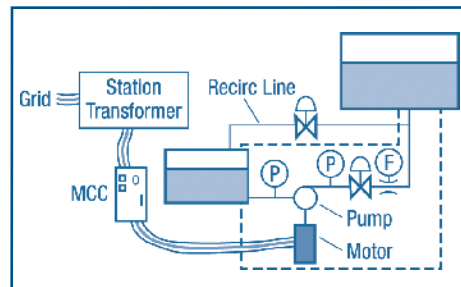 Station
Transformer
Grid
Recirc Line
MCC
P
P
F
Pump
Motor